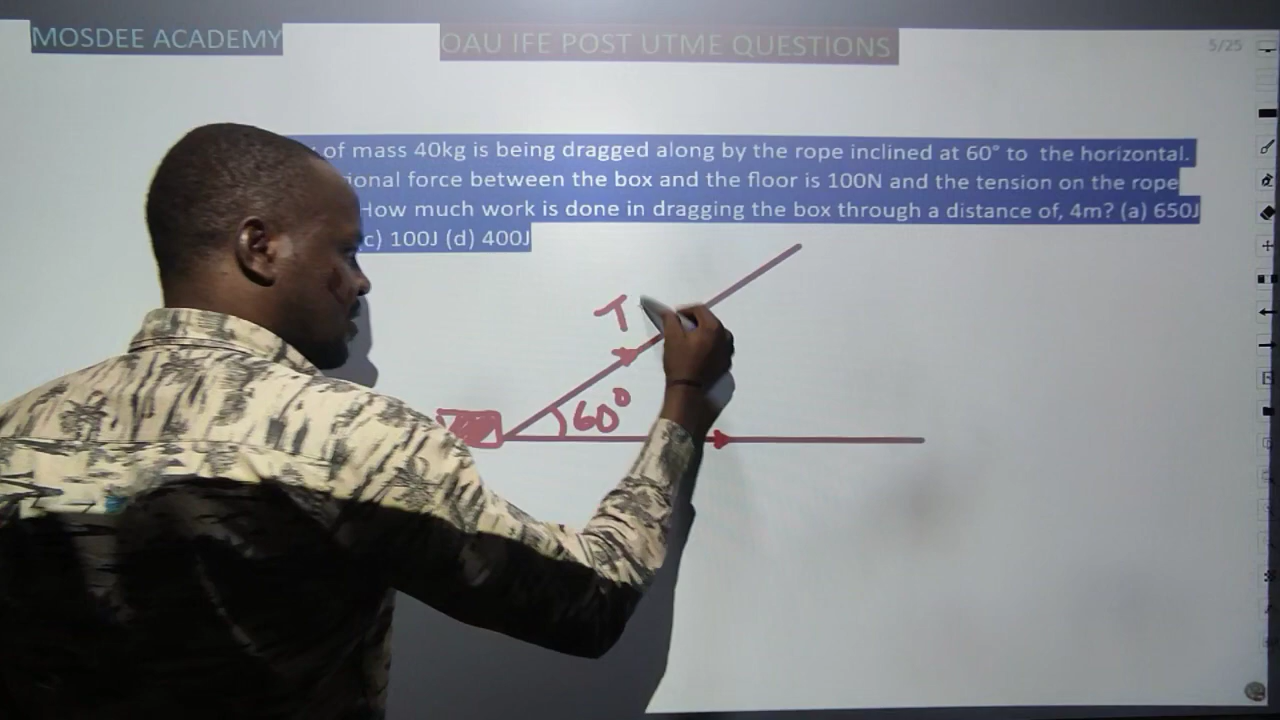 MOSDEE ACADEMY
OAU IFE POST UTME QUESTIONS
5/25
of mass 40kg is being dragged along by the rope inclined at 60° to the horizontal.
force between the box and the floor is 100N and the tension on the rope
How much work is done in dragging the box through a distance of, 4m? (a) 650J
c) 100J (d) 400J
T
60°